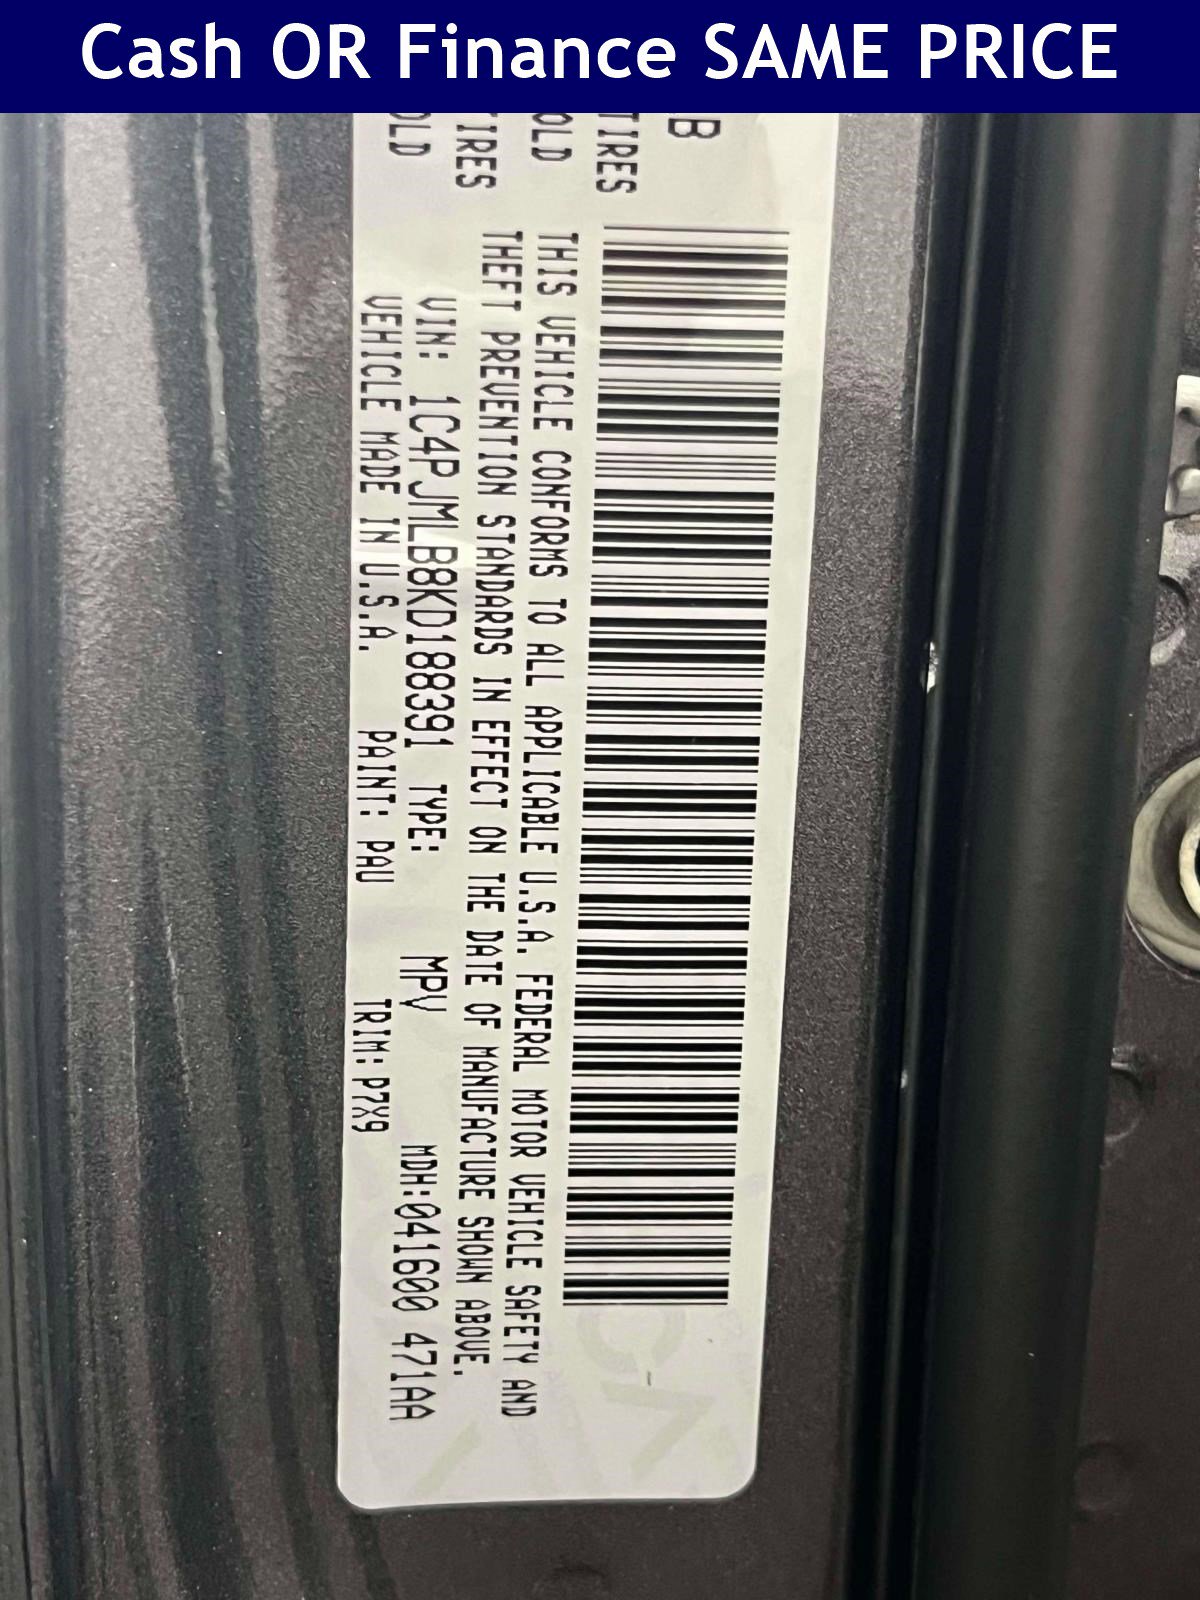 Cash OR Finance SAME PRICE
B
TIRES
OLD
TIRES
OLD
THIS VEHICLE CONFORMS TO ALL APPLICABLE U.S.A. FEDERAL MOTOR VEHICLE SAFETY AND
THEFT PREVENTION STANDARDS IN EFFECT ON THE DATE OF MANUFACTURE SHOWN ABOVE.
VIN: 1C4PJMLB8KD188391 TYPE: MPV MDH:041600 471AA
VEHICLE MADE IN U.S.A. PAINT: PAU TRIM: P7X9